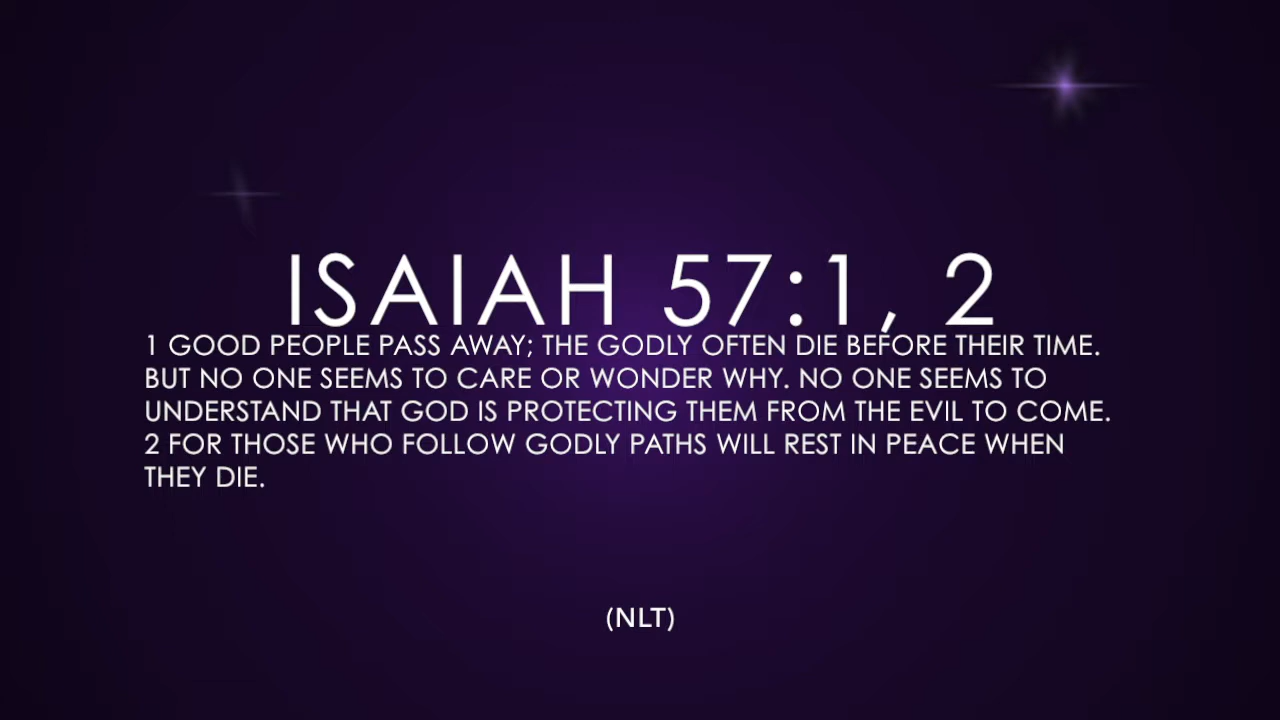 ISAIAH 57:1, 2
1 GOOD PEOPLE PASS AWAY; THE GODLY OFTEN DIE BEFORE THEIR TIME.
BUT NO ONE SEEMS TO CARE OR WONDER WHY. NO ONE SEEMS TO
UNDERSTAND THAT GOD IS PROTECTING THEM FROM THE EVIL TO COME.
2 FOR THOSE WHO FOLLOW GODLY PATHS WILL REST IN PEACE WHEN
THEY DIE.
(NLT)